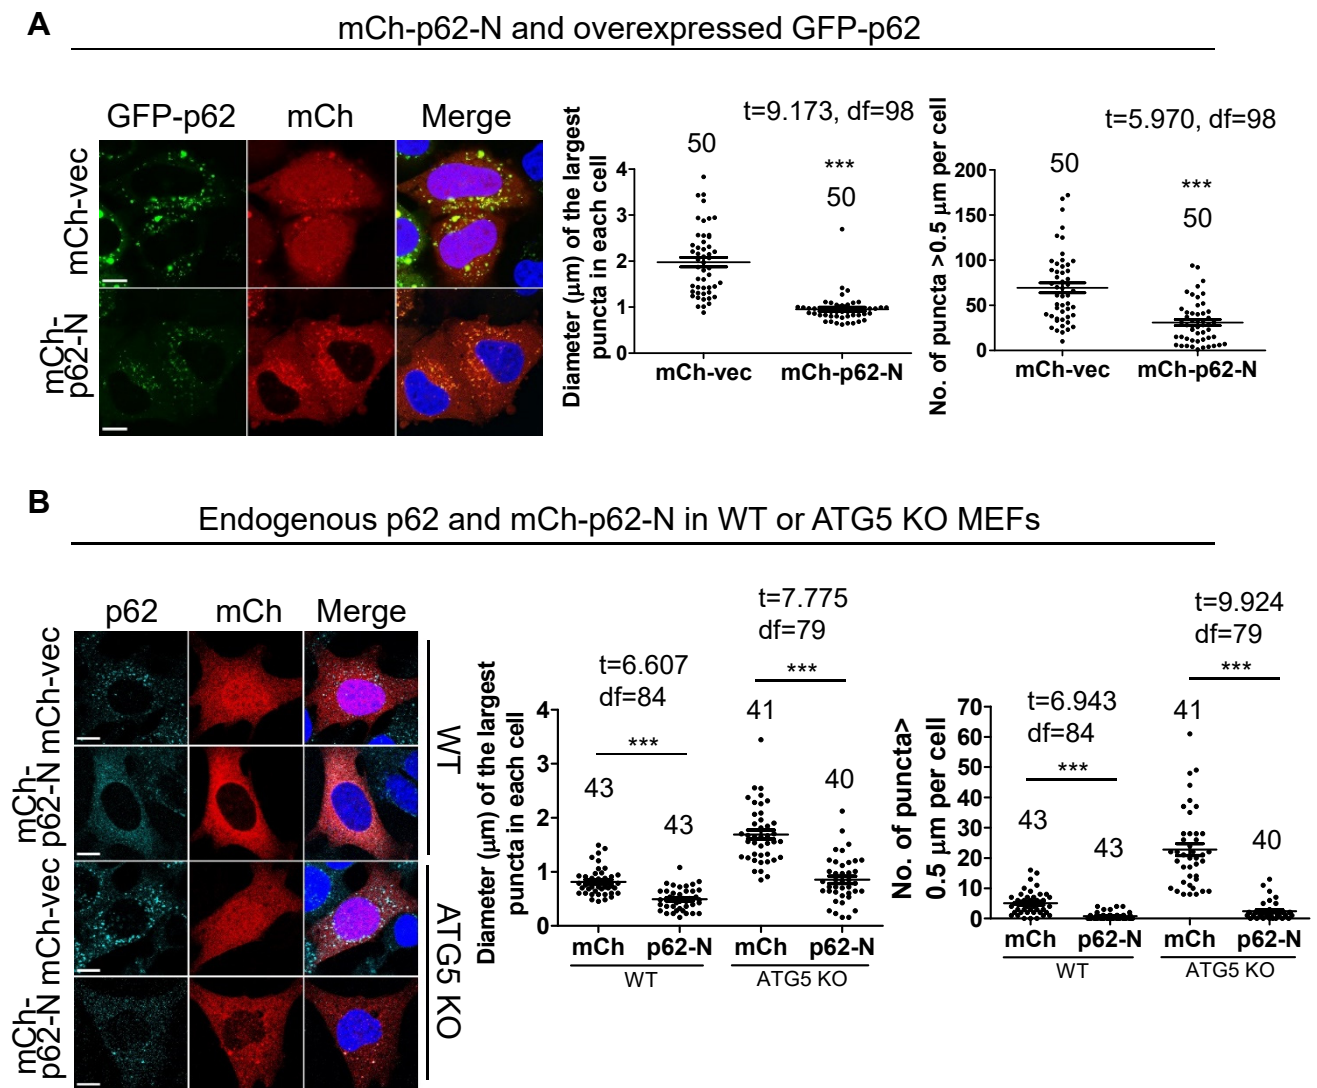 A
mCh-p62-N and overexpressed GFP-p62
GFP-p62 mCh Merge
mCh-vec
mCh-
p62-N
Diameter (μm) of the largest
puncta in each cell
t=9.173, df=98
50
***
50
4
3
2
1
0
mCh-vec mCh-p62-N
No. of puncta >0.5 μm per cell
t=5.970, df=98
50
***
50
200
150
100
50
0
mCh-vec mCh-p62-N
B
Endogenous p62 and mCh-p62-N in WT or ATG5 KO MEFs
p62 mCh Merge
mCh-vec
mCh-
p62-N
mCh-vec
mCh-
p62-N
WT
ATG5 KO
Diameter (μm) of the largest
puncta in each cell
t=6.607
df=84
***
43
43
t=7.775
df=79
***
41
40
4
3
2
1
0
mCh p62-N mCh p62-N
WT ATG5 KO
No. of puncta>
0.5 μm per cell
t=6.943
df=84
***
43
43
t=9.924
df=79
***
41
40
70
60
50
40
30
20
10
0
mCh p62-N mCh p62-N
WT ATG5 KO